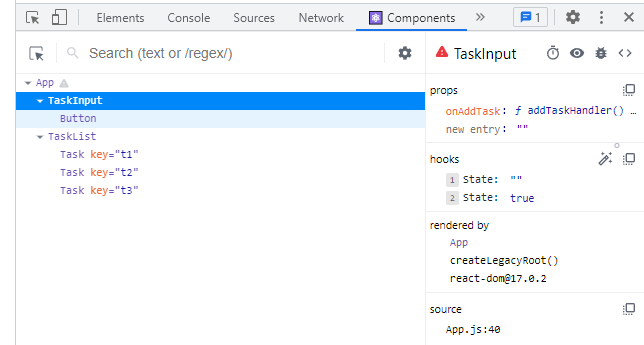 Elements Console Sources Network Components » 1
Search (text or /regex/)
TaskInput
App
TaskInput
Button
TaskList
Task key="t1"
Task key="t2"
Task key="t3"
props
onAddTask: ƒ addTaskHandler() …
new entry: ""
hooks
1 State: ""
2 State: true
rendered by
App
createLegacyRoot()
react-dom@17.0.2
source
App.js:40